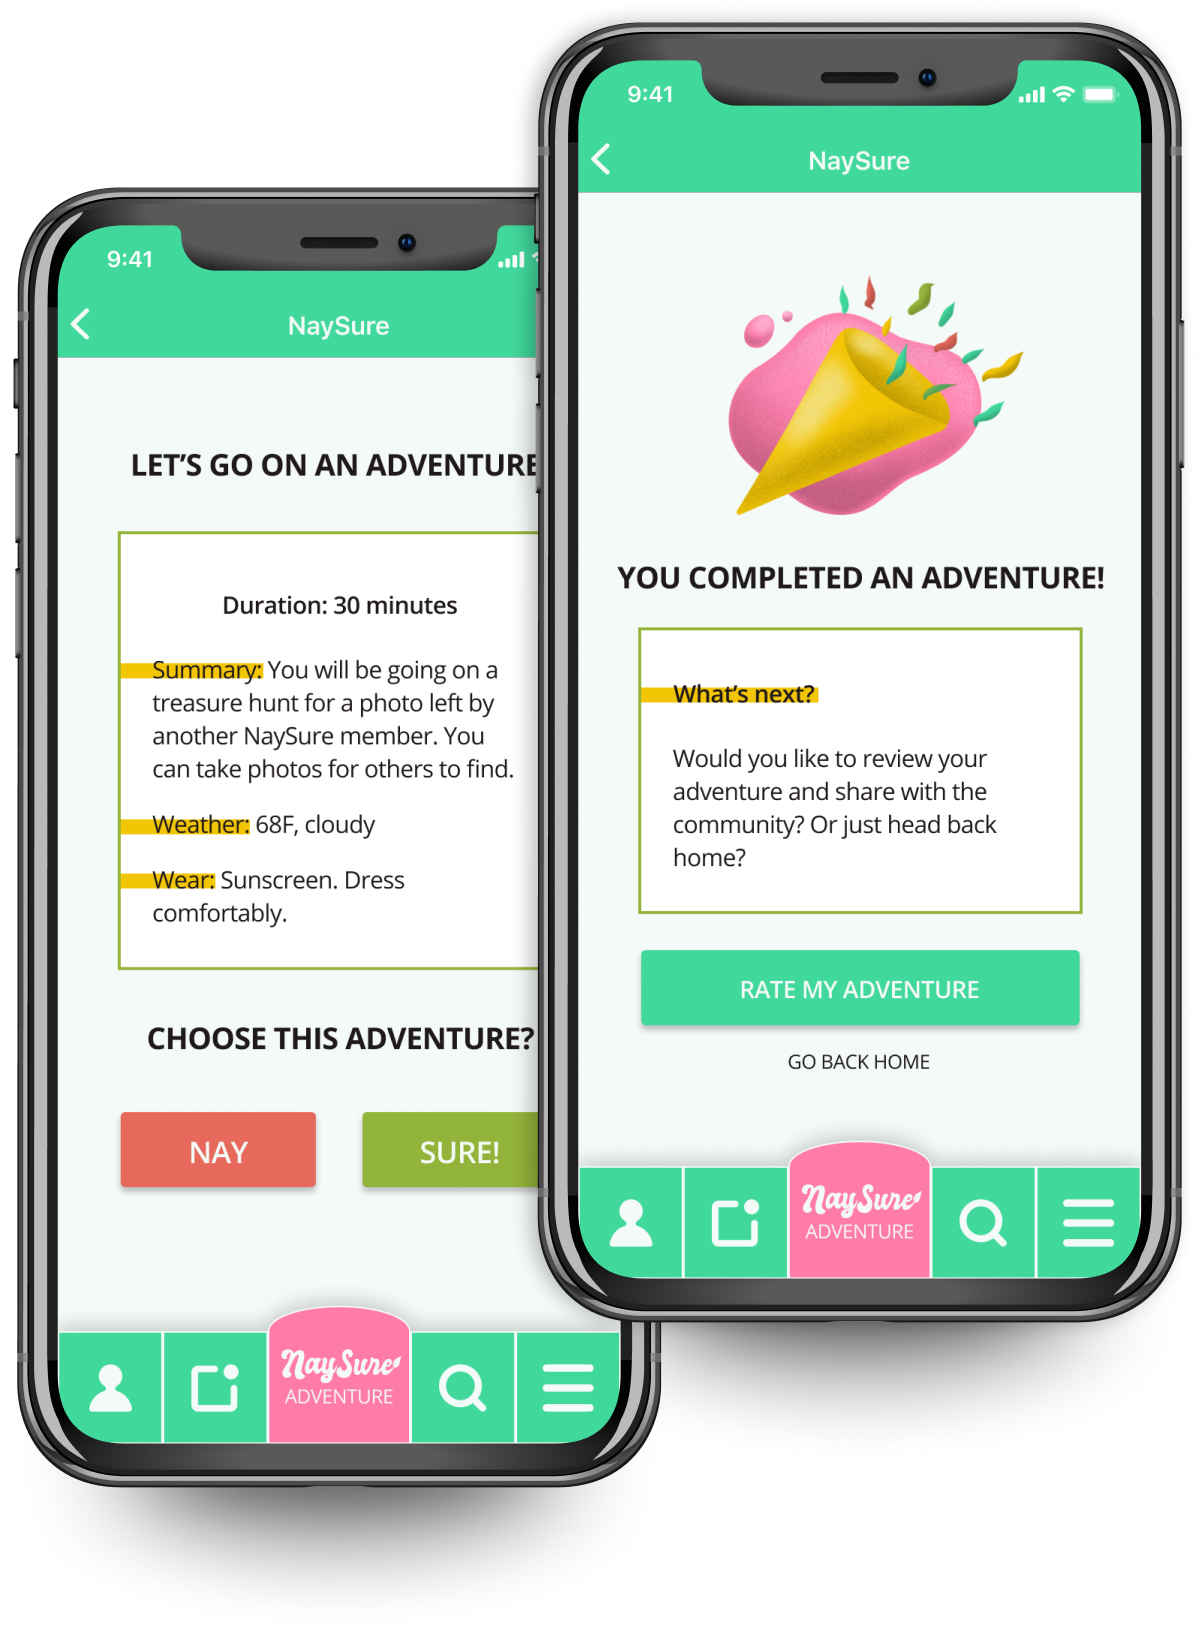 9:41
NaySure
LET'S GO ON AN ADVENTURE
Duration: 30 minutes
Summary: You will be going on a
treasure hunt for a photo left by
another NaySure member. You
can take photos for others to find.
Weather: 68F, cloudy
Wear: Sunscreen. Dress
comfortably.
CHOOSE THIS ADVENTURE?
NAY
SURE!
NaySure
ADVENTURE
9:41
NaySure
YOU COMPLETED AN ADVENTURE!
What's next?
Would you like to review your
adventure and share with the
community? Or just head back
home?
RATE MY ADVENTURE
GO BACK HOME
NaySure
ADVENTURE